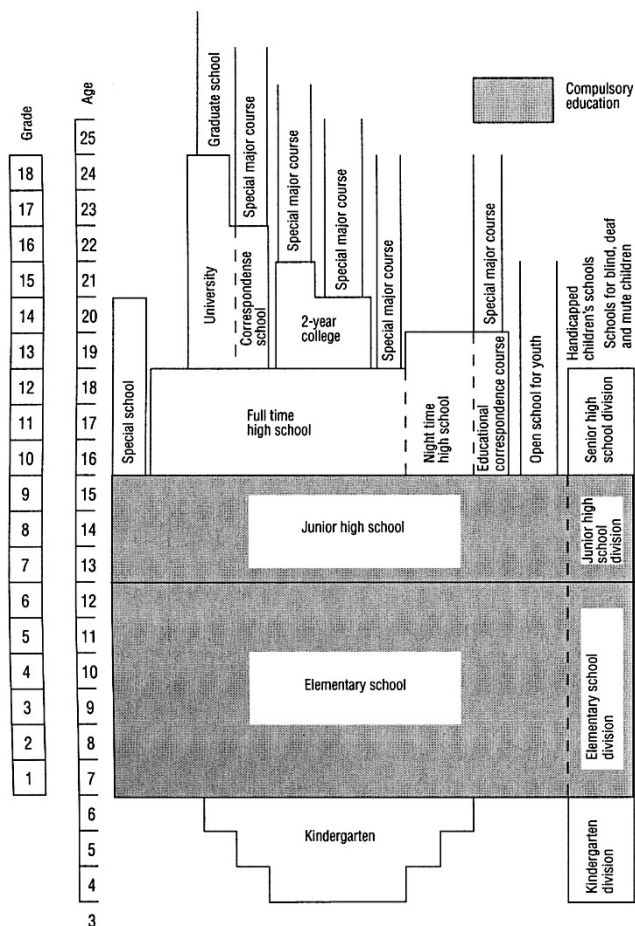 Compulsory
education
Grade
Age
Graduate school
Special major course
Special major course
Special major course
Special major course
Special major course
Handicapped
children's schools
Schools for blind, deaf
and mute children
25
18
24
17
23
16
22
15
21
14
20
13
19
12
18
11
17
10
16
9
15
8
14
7
13
6
12
5
11
4
10
3
9
2
8
1
7
6
5
4
3
University
Correspondense
school
2-year
college
Special school
Full time
high school
Night time
high school
Educational
correspondence course
Open school for youth
Senior high
school division
Junior high school
Junior high
school
division
Elementary school
Elementary school
division
Kindergarten
Kindergarten
division